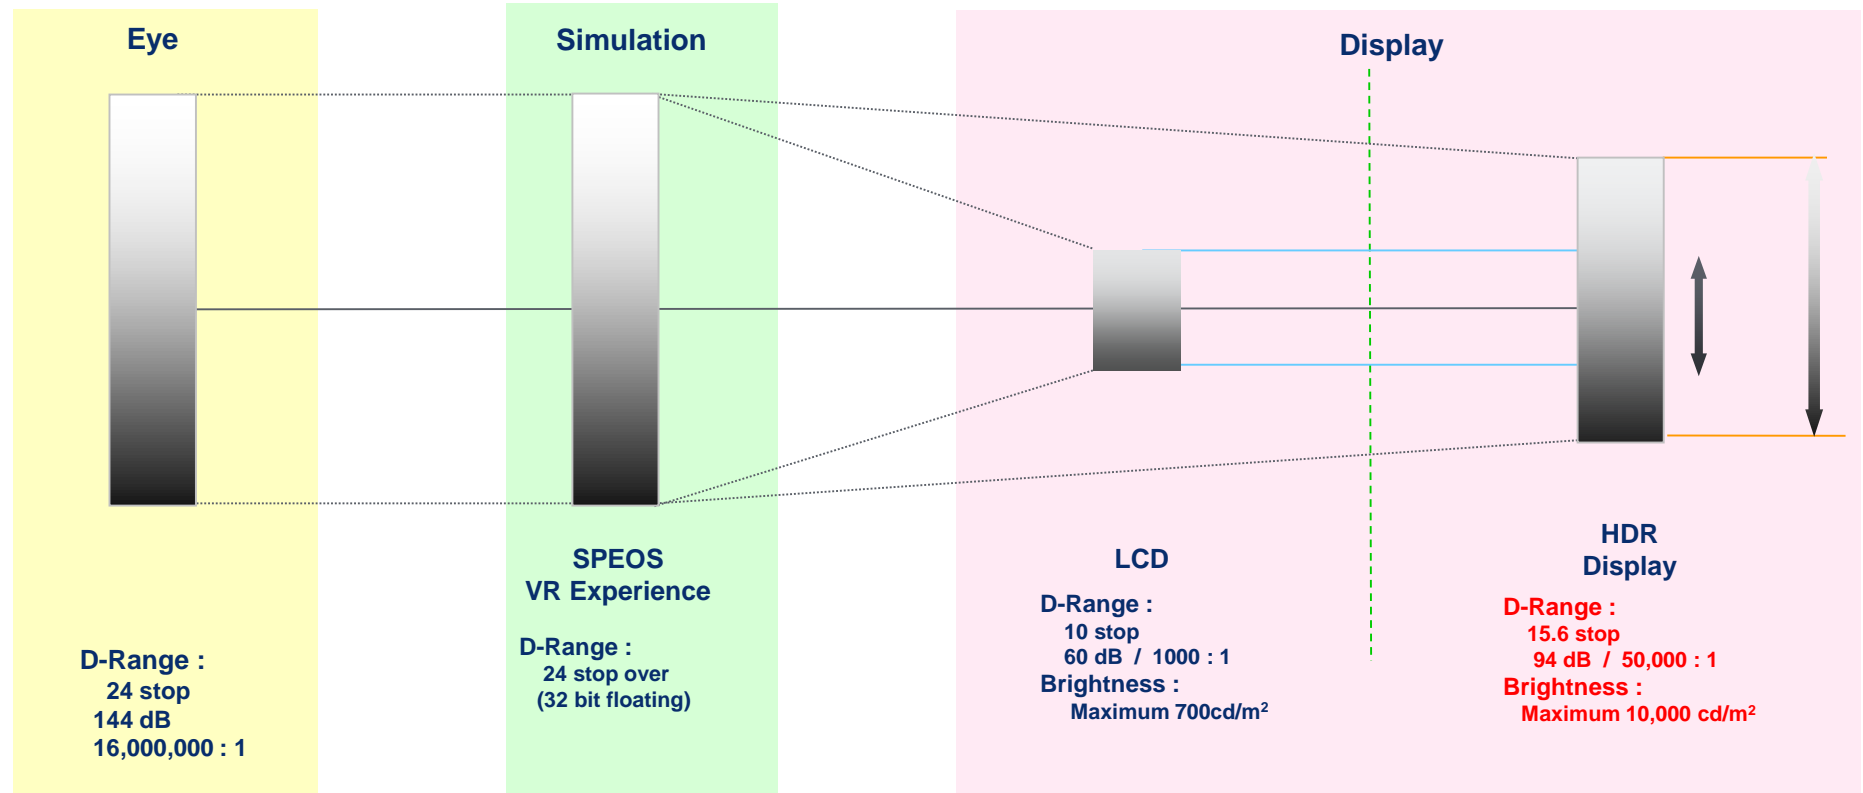 Eye
D-Range :
24 stop
144 dB
16,000,000 : 1
Simulation
SPEOS
VR Experience
D-Range :
24 stop over
(32 bit floating)
Display
LCD
D-Range :
10 stop
60 dB / 1000 : 1
Brightness :
Maximum 700cd/m²
HDR
Display
D-Range :
15.6 stop
94 dB / 50,000 : 1
Brightness :
Maximum 10,000 cd/m²